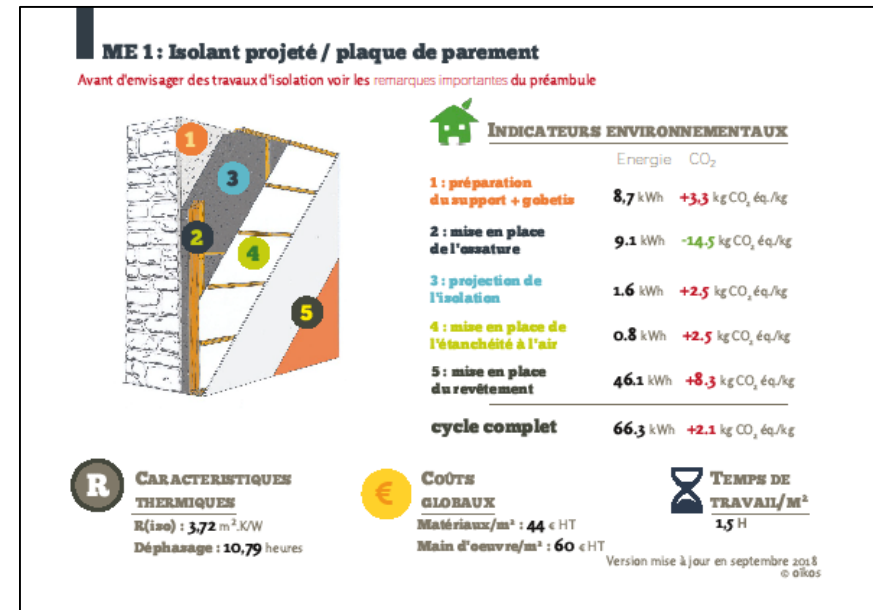 ME 1 : Isolant projeté / plaque de parement
Avant d'envisager des travaux d'isolation voir les remarques importantes du préambule
1
3
2
4
5
INDICATEURS ENVIRONNEMENTAUX
Energie CO₂
1 : préparation
du support + gobetis 8,7 kWh +3,3 kg CO₂ éq./kg
2 : mise en place
de l'ossature 9.1 kWh -14.5 kg CO₂ éq./kg
3 : projection de
l'isolation 1.6 kWh +2.5 kg CO₂ éq./kg
4 : mise en place de
l'étanchéité à l'air 0.8 kWh +2.5 kg CO₂ éq./kg
5 : mise en place
du revêtement 46.1 kWh +8.3 kg CO₂ éq./kg
cycle complet 66.3 kWh +2.1 kg CO₂ éq./kg
R
CARACTERISTIQUES
THERMIQUES
R(iso) : 3,72 m².K/W
Déphasage : 10,79 heures
€
COÛTS
GLOBAUX
Matériaux/m² : 44 € HT
Main d'oeuvre/m² : 60 € HT
TEMPS DE
TRAVAIL/M²
1,5 H
Version mise à jour en septembre 2018
© oïkos